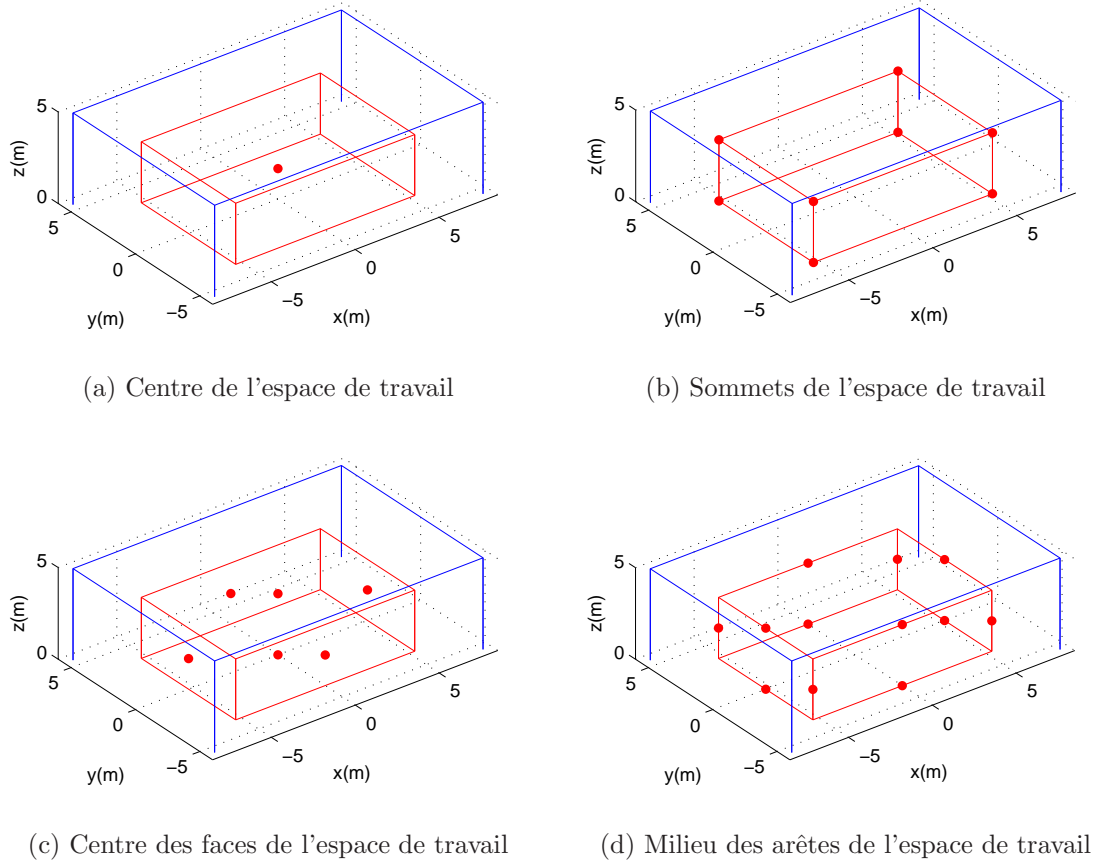 5
0
z(m)
5
0
−5
y(m)
−5
0
5
x(m)
(a) Centre de l'espace de travail
5
0
z(m)
5
0
−5
y(m)
−5
0
5
x(m)
(b) Sommets de l'espace de travail
5
0
z(m)
5
0
−5
y(m)
−5
0
5
x(m)
(c) Centre des faces de l'espace de travail
5
0
z(m)
5
0
−5
y(m)
−5
0
5
x(m)
(d) Milieu des arêtes de l'espace de travail